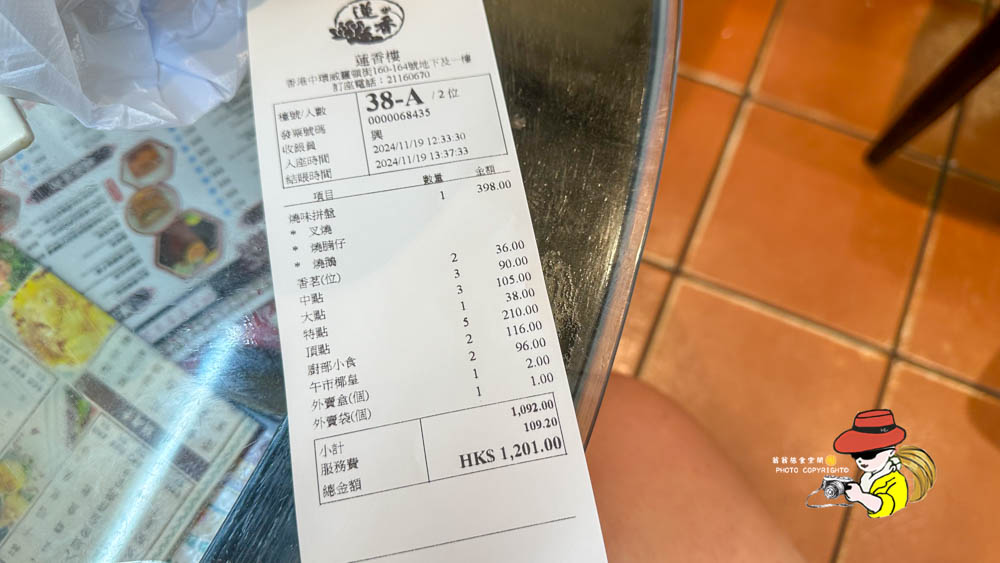 蓮香
蓮香樓
香港中環威靈頓街160-164號地下及一樓
訂座電話：21160670
檯號/人數 38-A /2 位
發票號碼 0000068435
收銀員 興
入座時間 2024/11/19 12:33:30
結賬時間 2024/11/19 13:37:33
項目 數量 金額
燒味拼盤 1 398.00
* 叉燒
* 燒腩仔
* 燒鵝
香茗(位) 2 36.00
中點 3 90.00
大點 3 105.00
特點 1 38.00
頂點 5 210.00
廚部小食 2 116.00
午市椰皇 2 96.00
外賣盒(個) 1 2.00
外賣袋(個) 1 1.00
小計 1,092.00
服務費 109.20
總金額 HK$ 1,201.00
PHOTO COPYRIGHTO